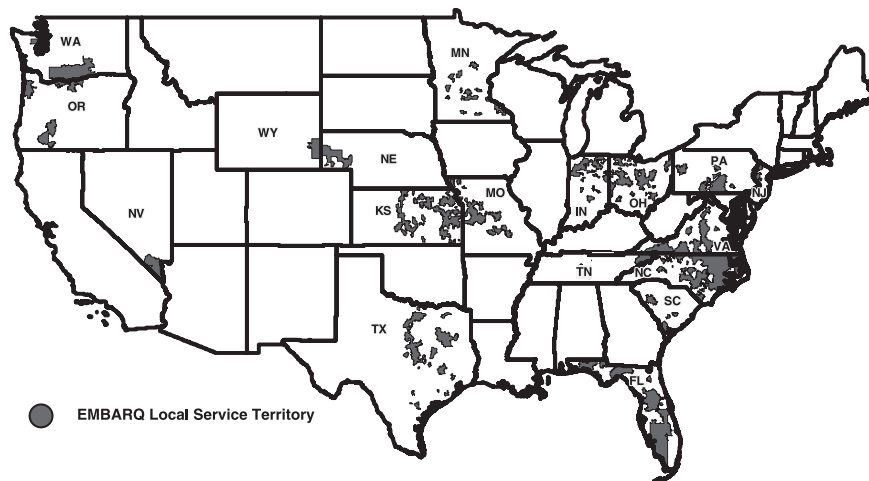 WA
MN
OR
WY
NE
PA
NJ
MO
KS
IN
OH
NV
VA
TN
NC
SC
TX
FL
EMBARQ Local Service Territory